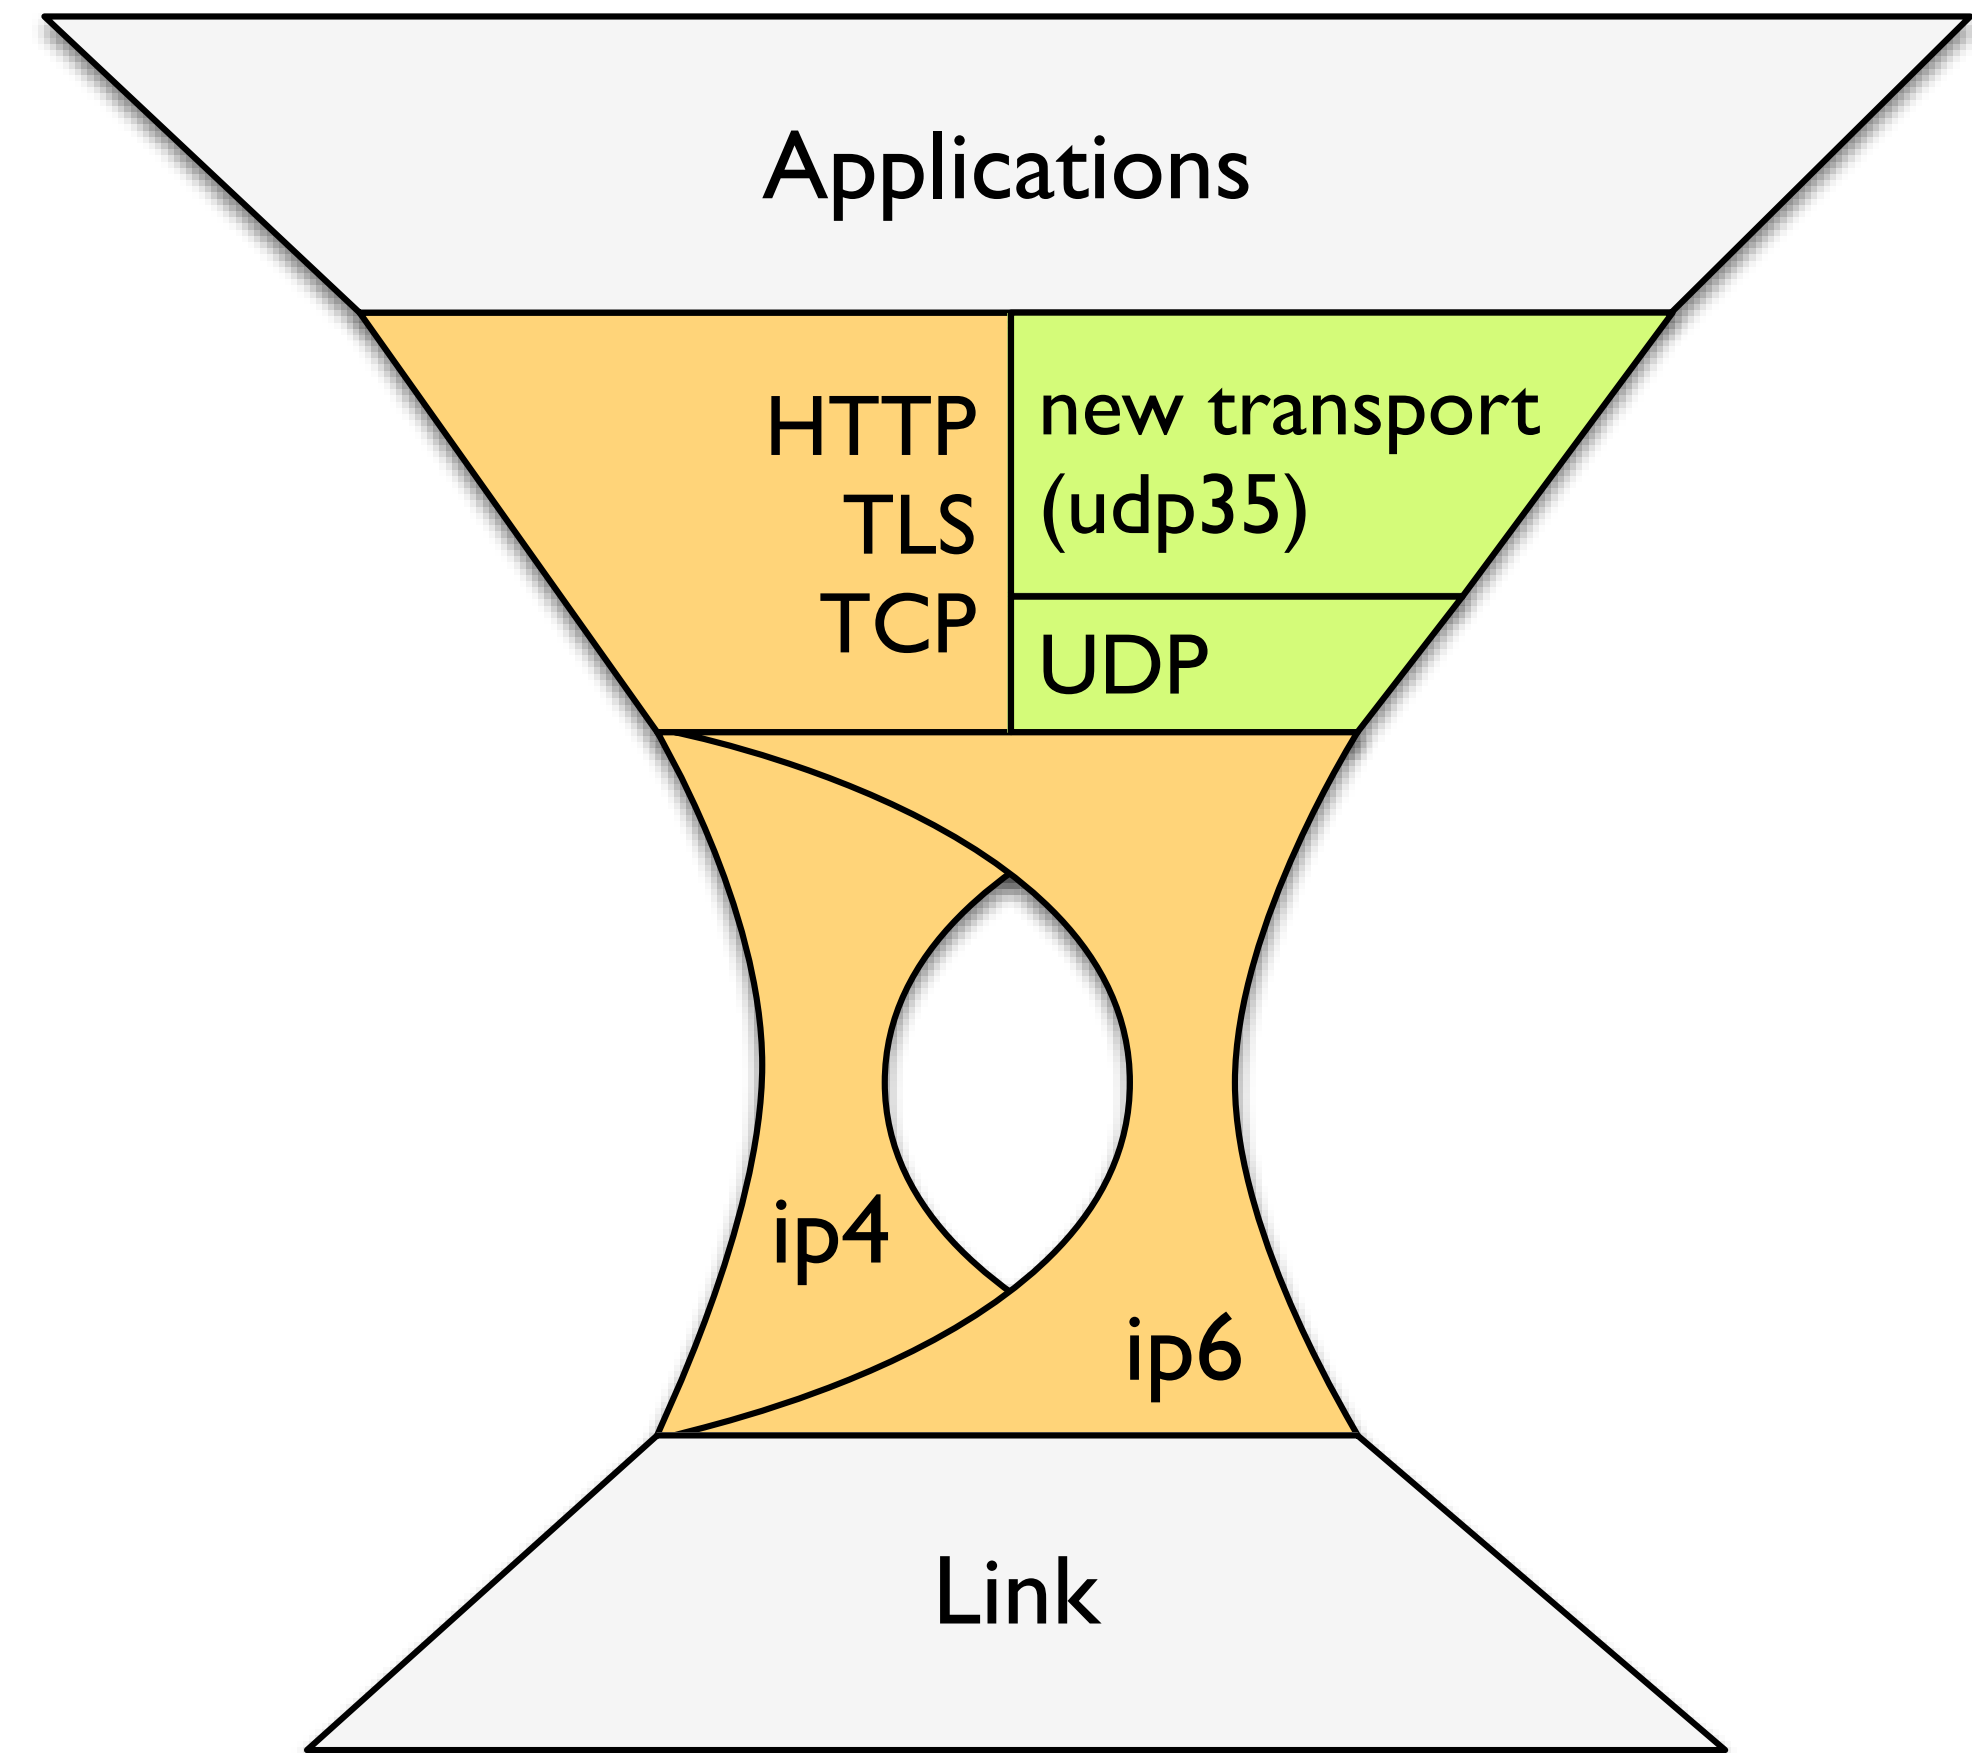 Applications
HTTP
TLS
TCP
new transport
(udp35)
UDP
ip4
ip6
Link